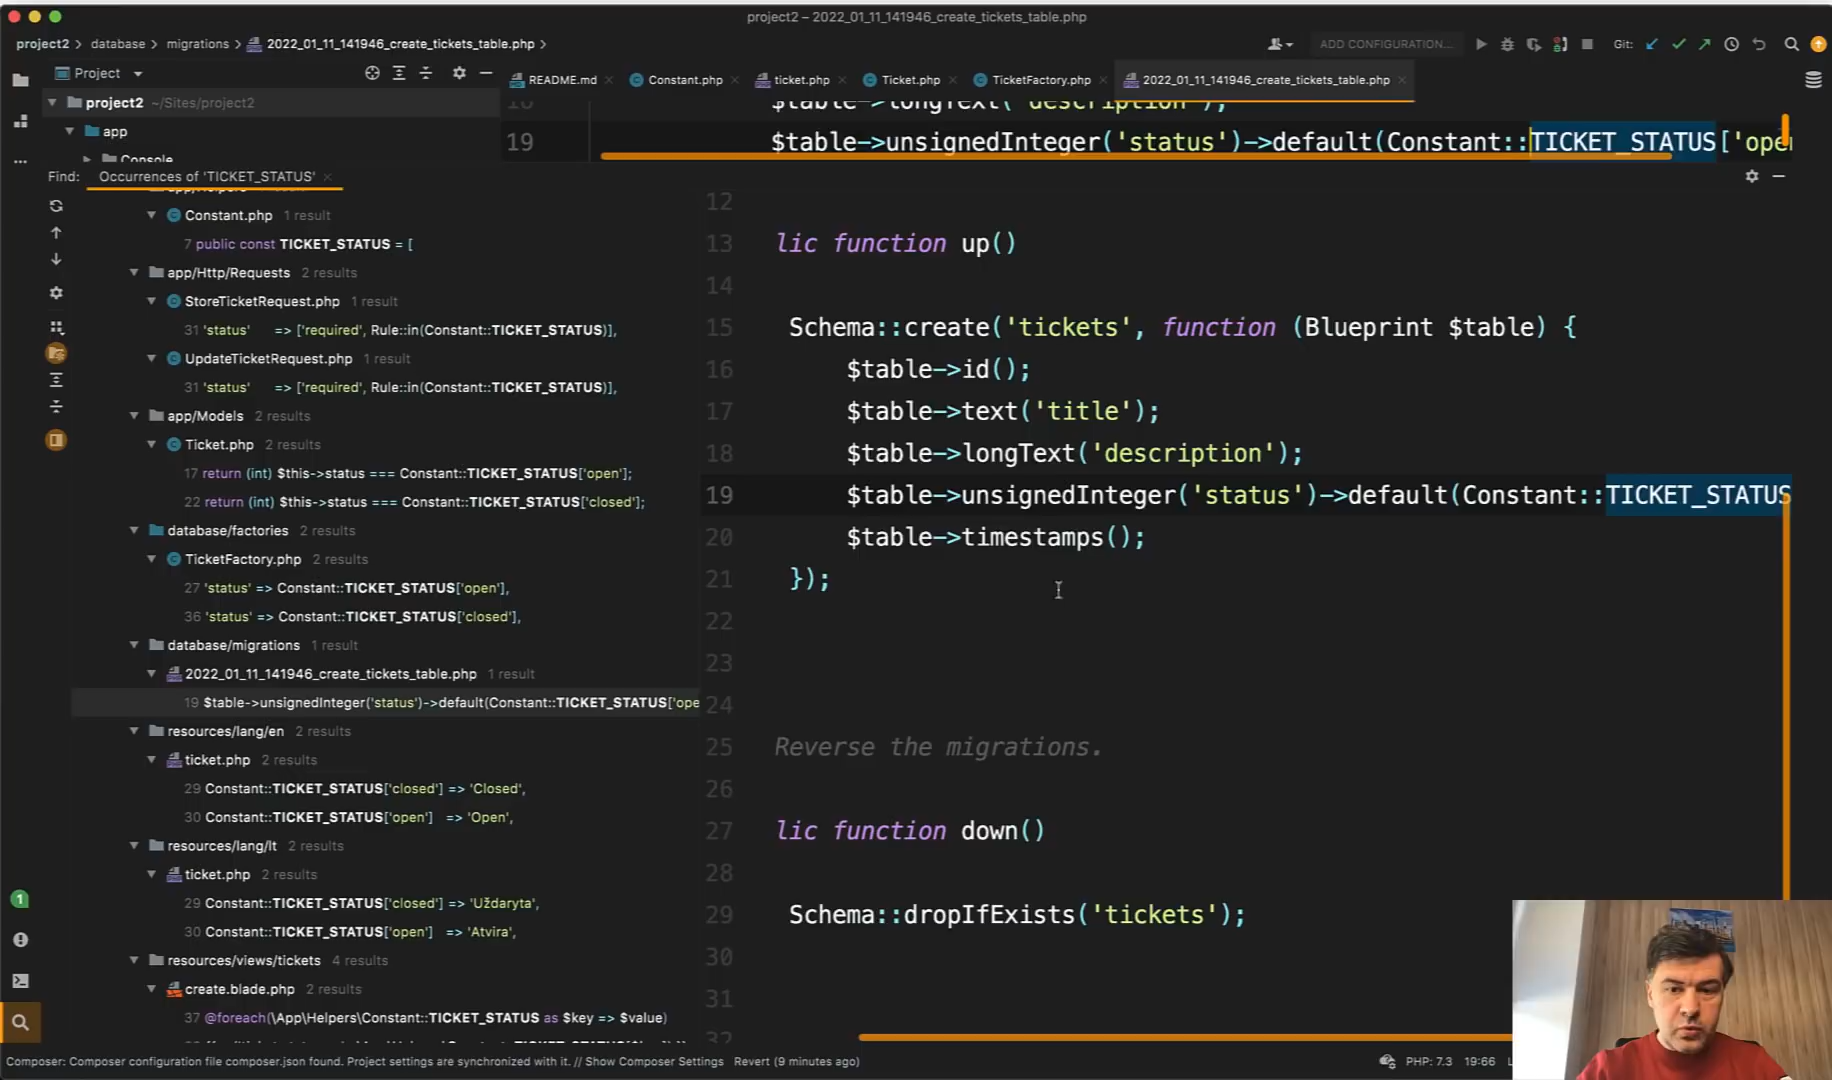 project2 – 2022_01_11_141946_create_tickets_table.php
project2 database migrations 2022_01_11_141946_create_tickets_table.php
ADD CONFIGURATION... Git:
Project
README.md Constant.php ticket.php Ticket.php TicketFactory.php 2022_01_11_141946_create_tickets_table.php
project2 ~/Sites/project2
app
Console
18 $table->longText('description');
19 $table->unsignedInteger('status')->default(Constant::TICKET_STATUS['ope
Find: Occurrences of 'TICKET_STATUS'
app/Helpers 1 result
Constant.php 1 result
7 public const TICKET_STATUS = [
app/Http/Requests 2 results
StoreTicketRequest.php 1 result
31 'status' => ['required', Rule::in(Constant::TICKET_STATUS)],
UpdateTicketRequest.php 1 result
31 'status' => ['required', Rule::in(Constant::TICKET_STATUS)],
app/Models 2 results
Ticket.php 2 results
17 return (int) $this->status === Constant::TICKET_STATUS['open'];
22 return (int) $this->status === Constant::TICKET_STATUS['closed'];
database/factories 2 results
TicketFactory.php 2 results
27 'status' => Constant::TICKET_STATUS['open'],
36 'status' => Constant::TICKET_STATUS['closed'],
database/migrations 1 result
2022_01_11_141946_create_tickets_table.php 1 result
19 $table->unsignedInteger('status')->default(Constant::TICKET_STATUS['ope
resources/lang/en 2 results
ticket.php 2 results
29 Constant::TICKET_STATUS['closed'] => 'Closed',
30 Constant::TICKET_STATUS['open'] => 'Open',
resources/lang/lt 2 results
ticket.php 2 results
29 Constant::TICKET_STATUS['closed'] => 'Uždaryta',
30 Constant::TICKET_STATUS['open'] => 'Atvira',
resources/views/tickets 4 results
create.blade.php 2 results
37 @foreach(\App\Helpers\Constant::TICKET_STATUS as $key => $value)
12
13 lic function up()
14
15 Schema::create('tickets', function (Blueprint $table) {
16 $table->id();
17 $table->text('title');
18 $table->longText('description');
19 $table->unsignedInteger('status')->default(Constant::TICKET_STATUS
20 $table->timestamps();
21 });
22
23
24
25 Reverse the migrations.
26
27 lic function down()
28
29 Schema::dropIfExists('tickets');
30
31
32
1
Composer: Composer configuration file composer.json found. Project settings are synchronized with it. // Show Composer Settings Revert (9 minutes ago) PHP: 7.3 19:66